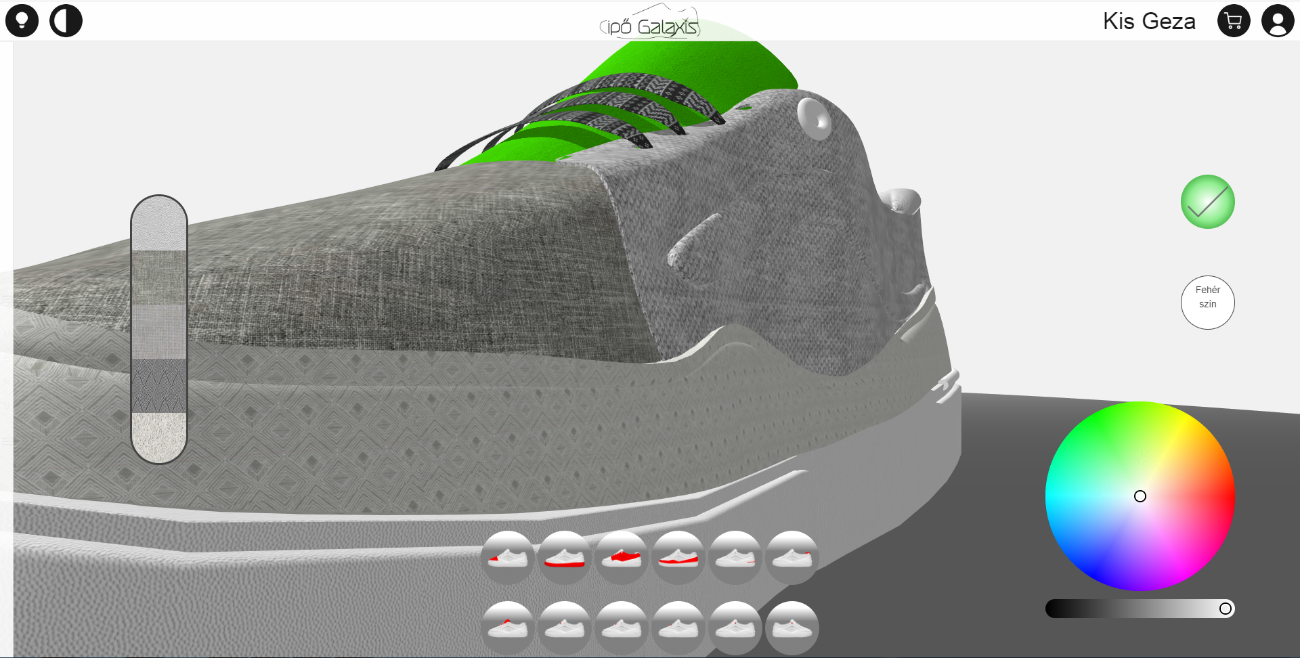 Cipő Galaxis
Kis Geza
Fehér
szín